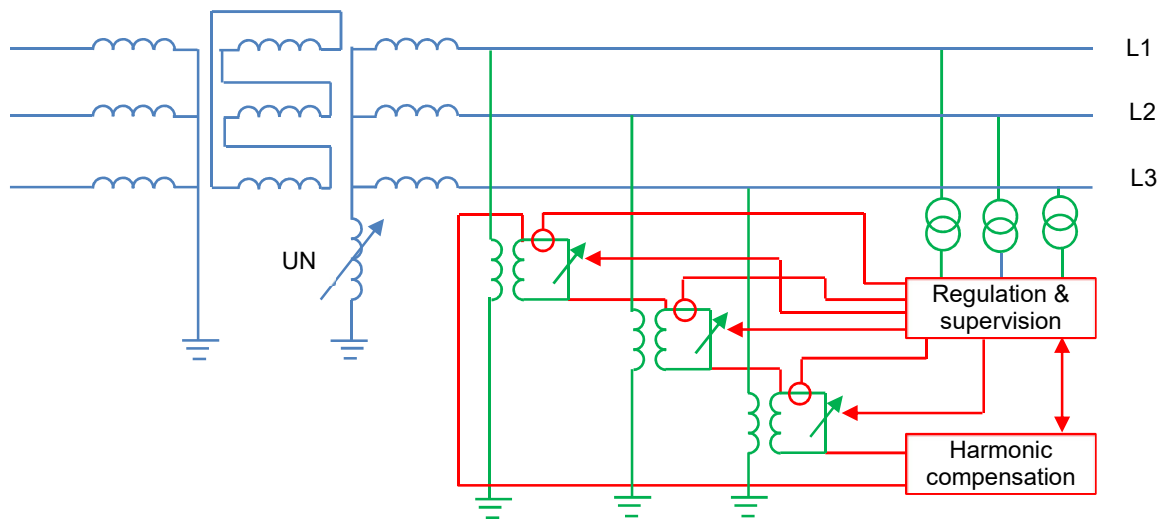 L1
L2
L3
UN
Regulation &
supervision
Harmonic
compensation